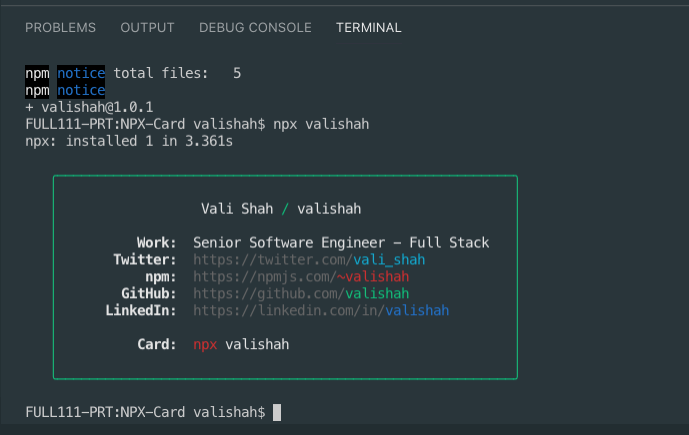 PROBLEMS OUTPUT DEBUG CONSOLE TERMINAL
npm notice total files: 5
npm notice
+ valishah@1.0.1
FULL111-PRT:NPX-Card valishah$ npx valishah
npx: installed 1 in 3.361s
Vali Shah / valishah
Work: Senior Software Engineer - Full Stack
Twitter: https://twitter.com/vali_shah
npm: https://npmjs.com/~valishah
GitHub: https://github.com/valishah
LinkedIn: https://linkedin.com/in/valishah
Card: npx valishah
FULL111-PRT:NPX-Card valishah$